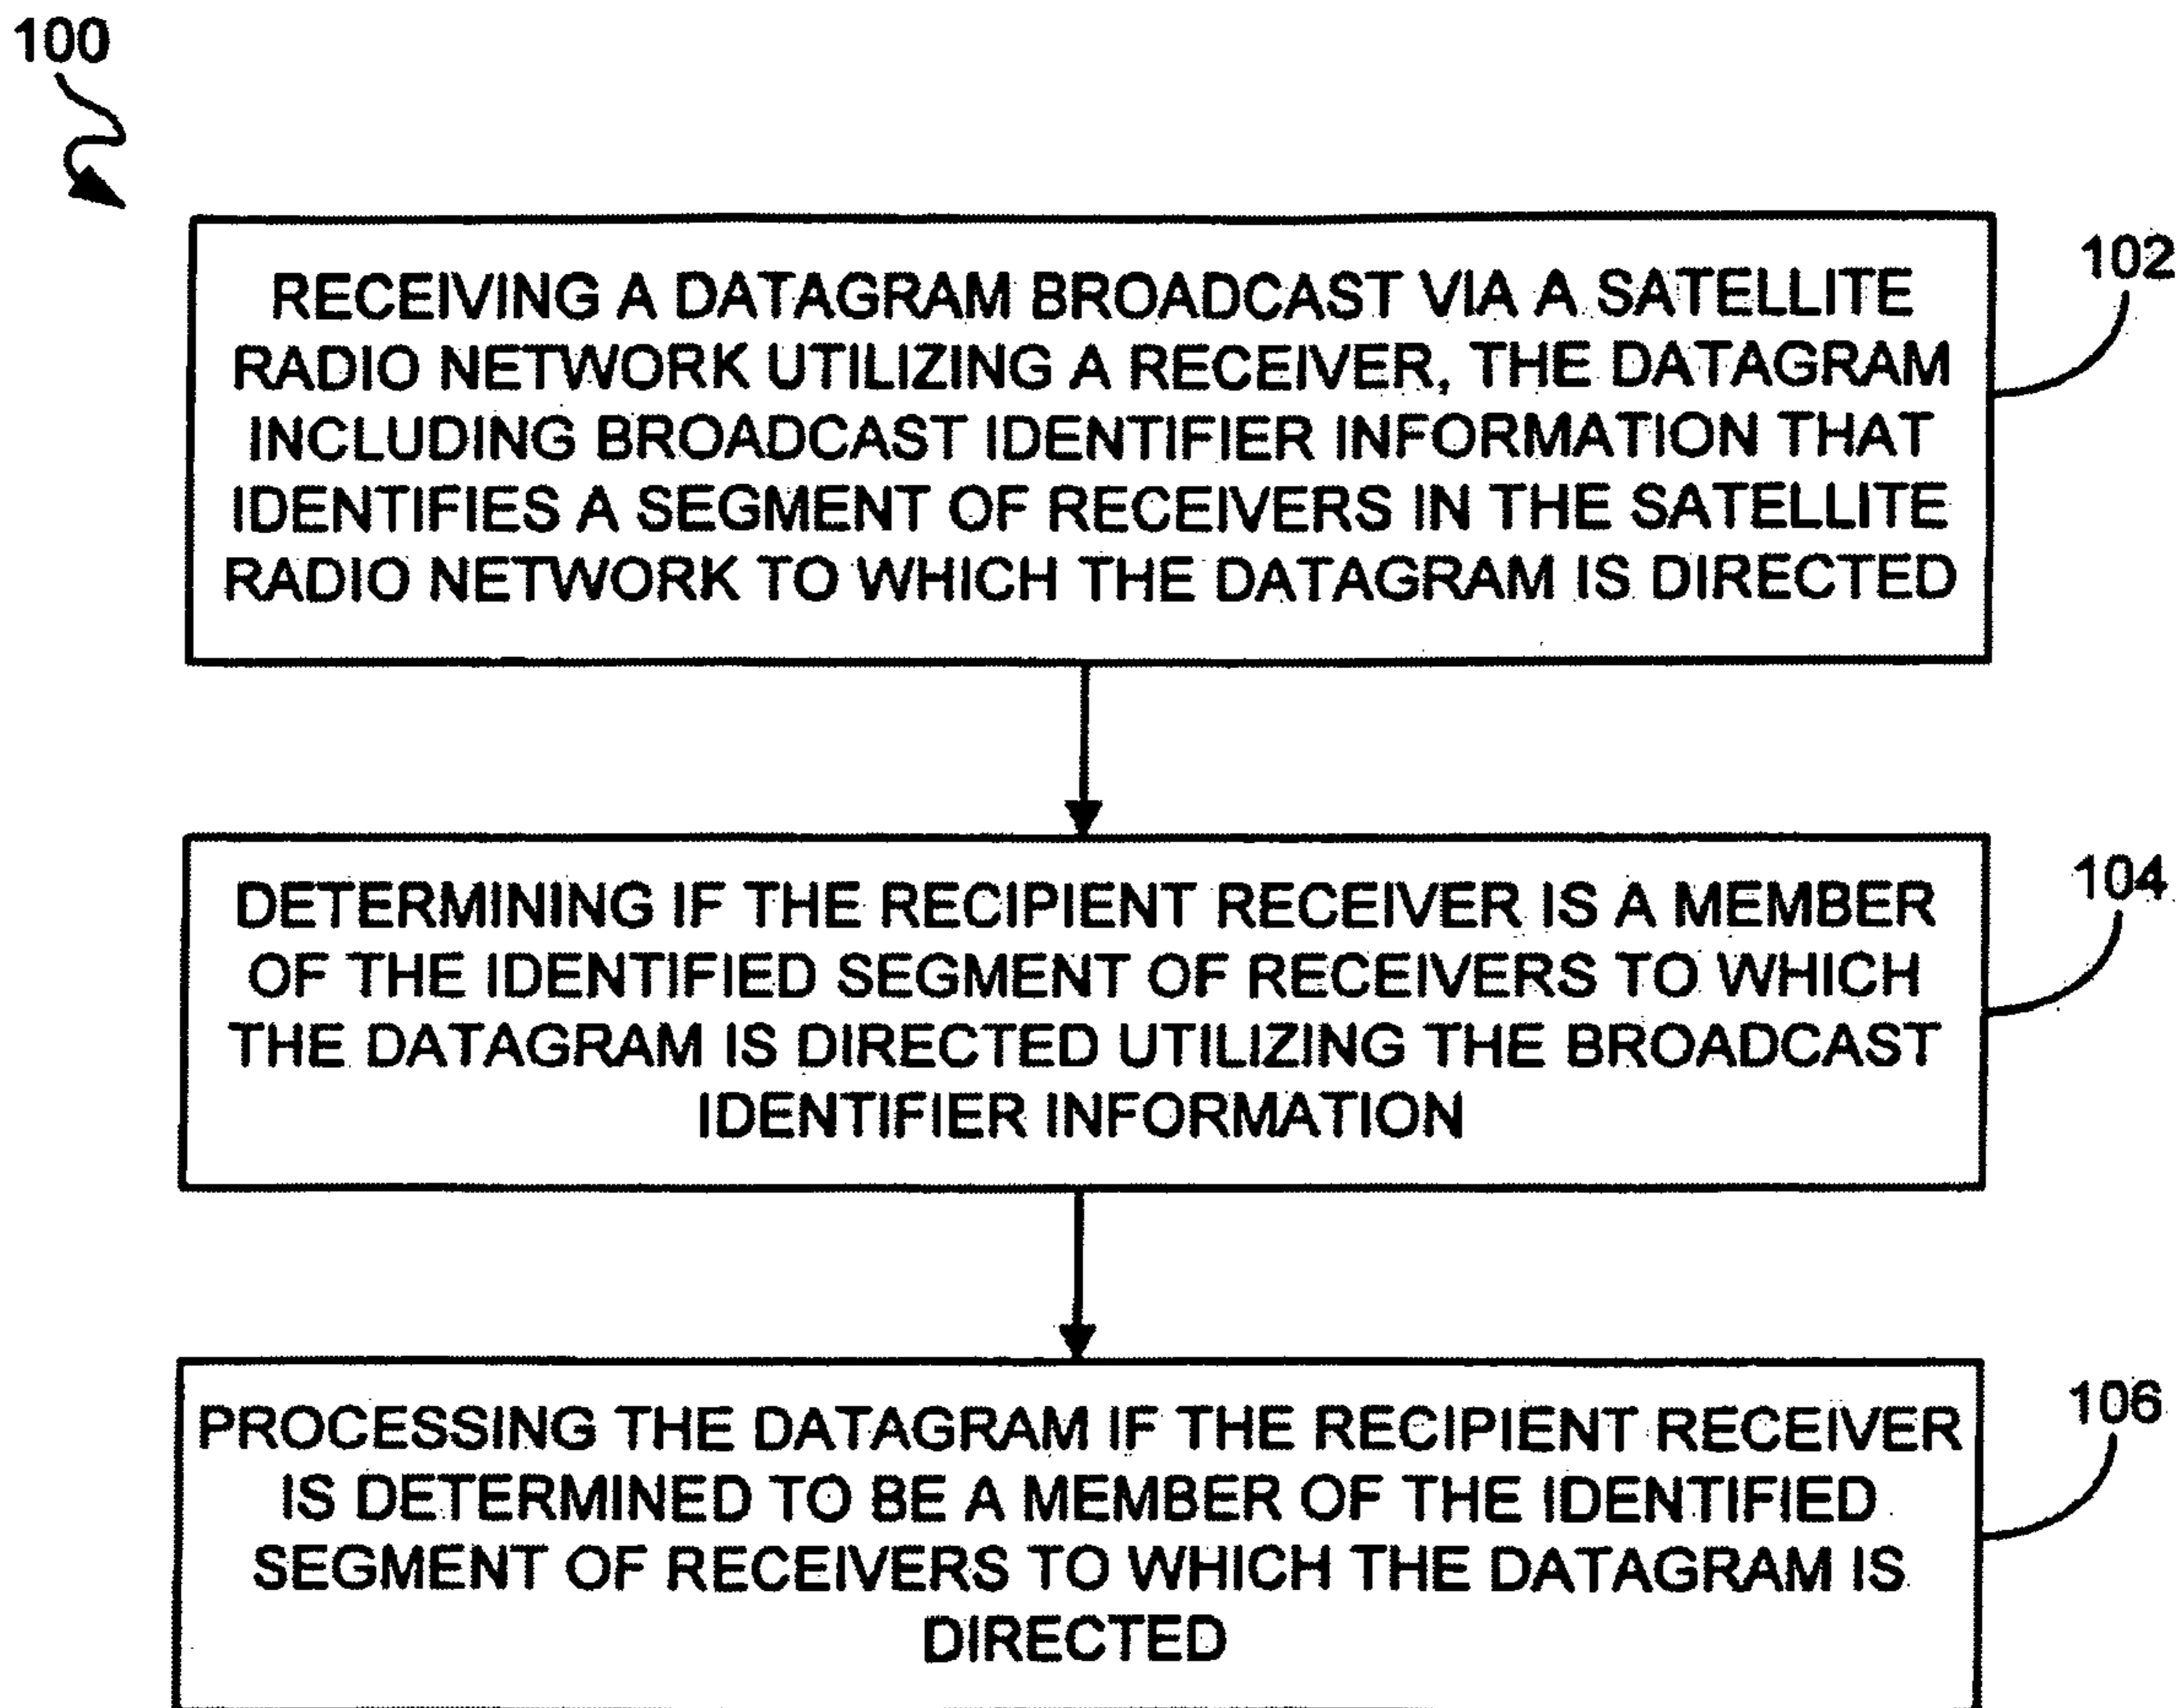 100
RECEIVING A DATAGRAM BROADCAST VIA A SATELLITE
RADIO NETWORK UTILIZING A RECEIVER, THE DATAGRAM
INCLUDING BROADCAST IDENTIFIER INFORMATION THAT
IDENTIFIES A SEGMENT OF RECEIVERS IN THE SATELLITE
RADIO NETWORK TO WHICH THE DATAGRAM IS DIRECTED
102
DETERMINING IF THE RECIPIENT RECEIVER IS A MEMBER
OF THE IDENTIFIED SEGMENT OF RECEIVERS TO WHICH
THE DATAGRAM IS DIRECTED UTILIZING THE BROADCAST
IDENTIFIER INFORMATION
104
PROCESSING THE DATAGRAM IF THE RECIPIENT RECEIVER
IS DETERMINED TO BE A MEMBER OF THE IDENTIFIED
SEGMENT OF RECEIVERS TO WHICH THE DATAGRAM IS
DIRECTED
106